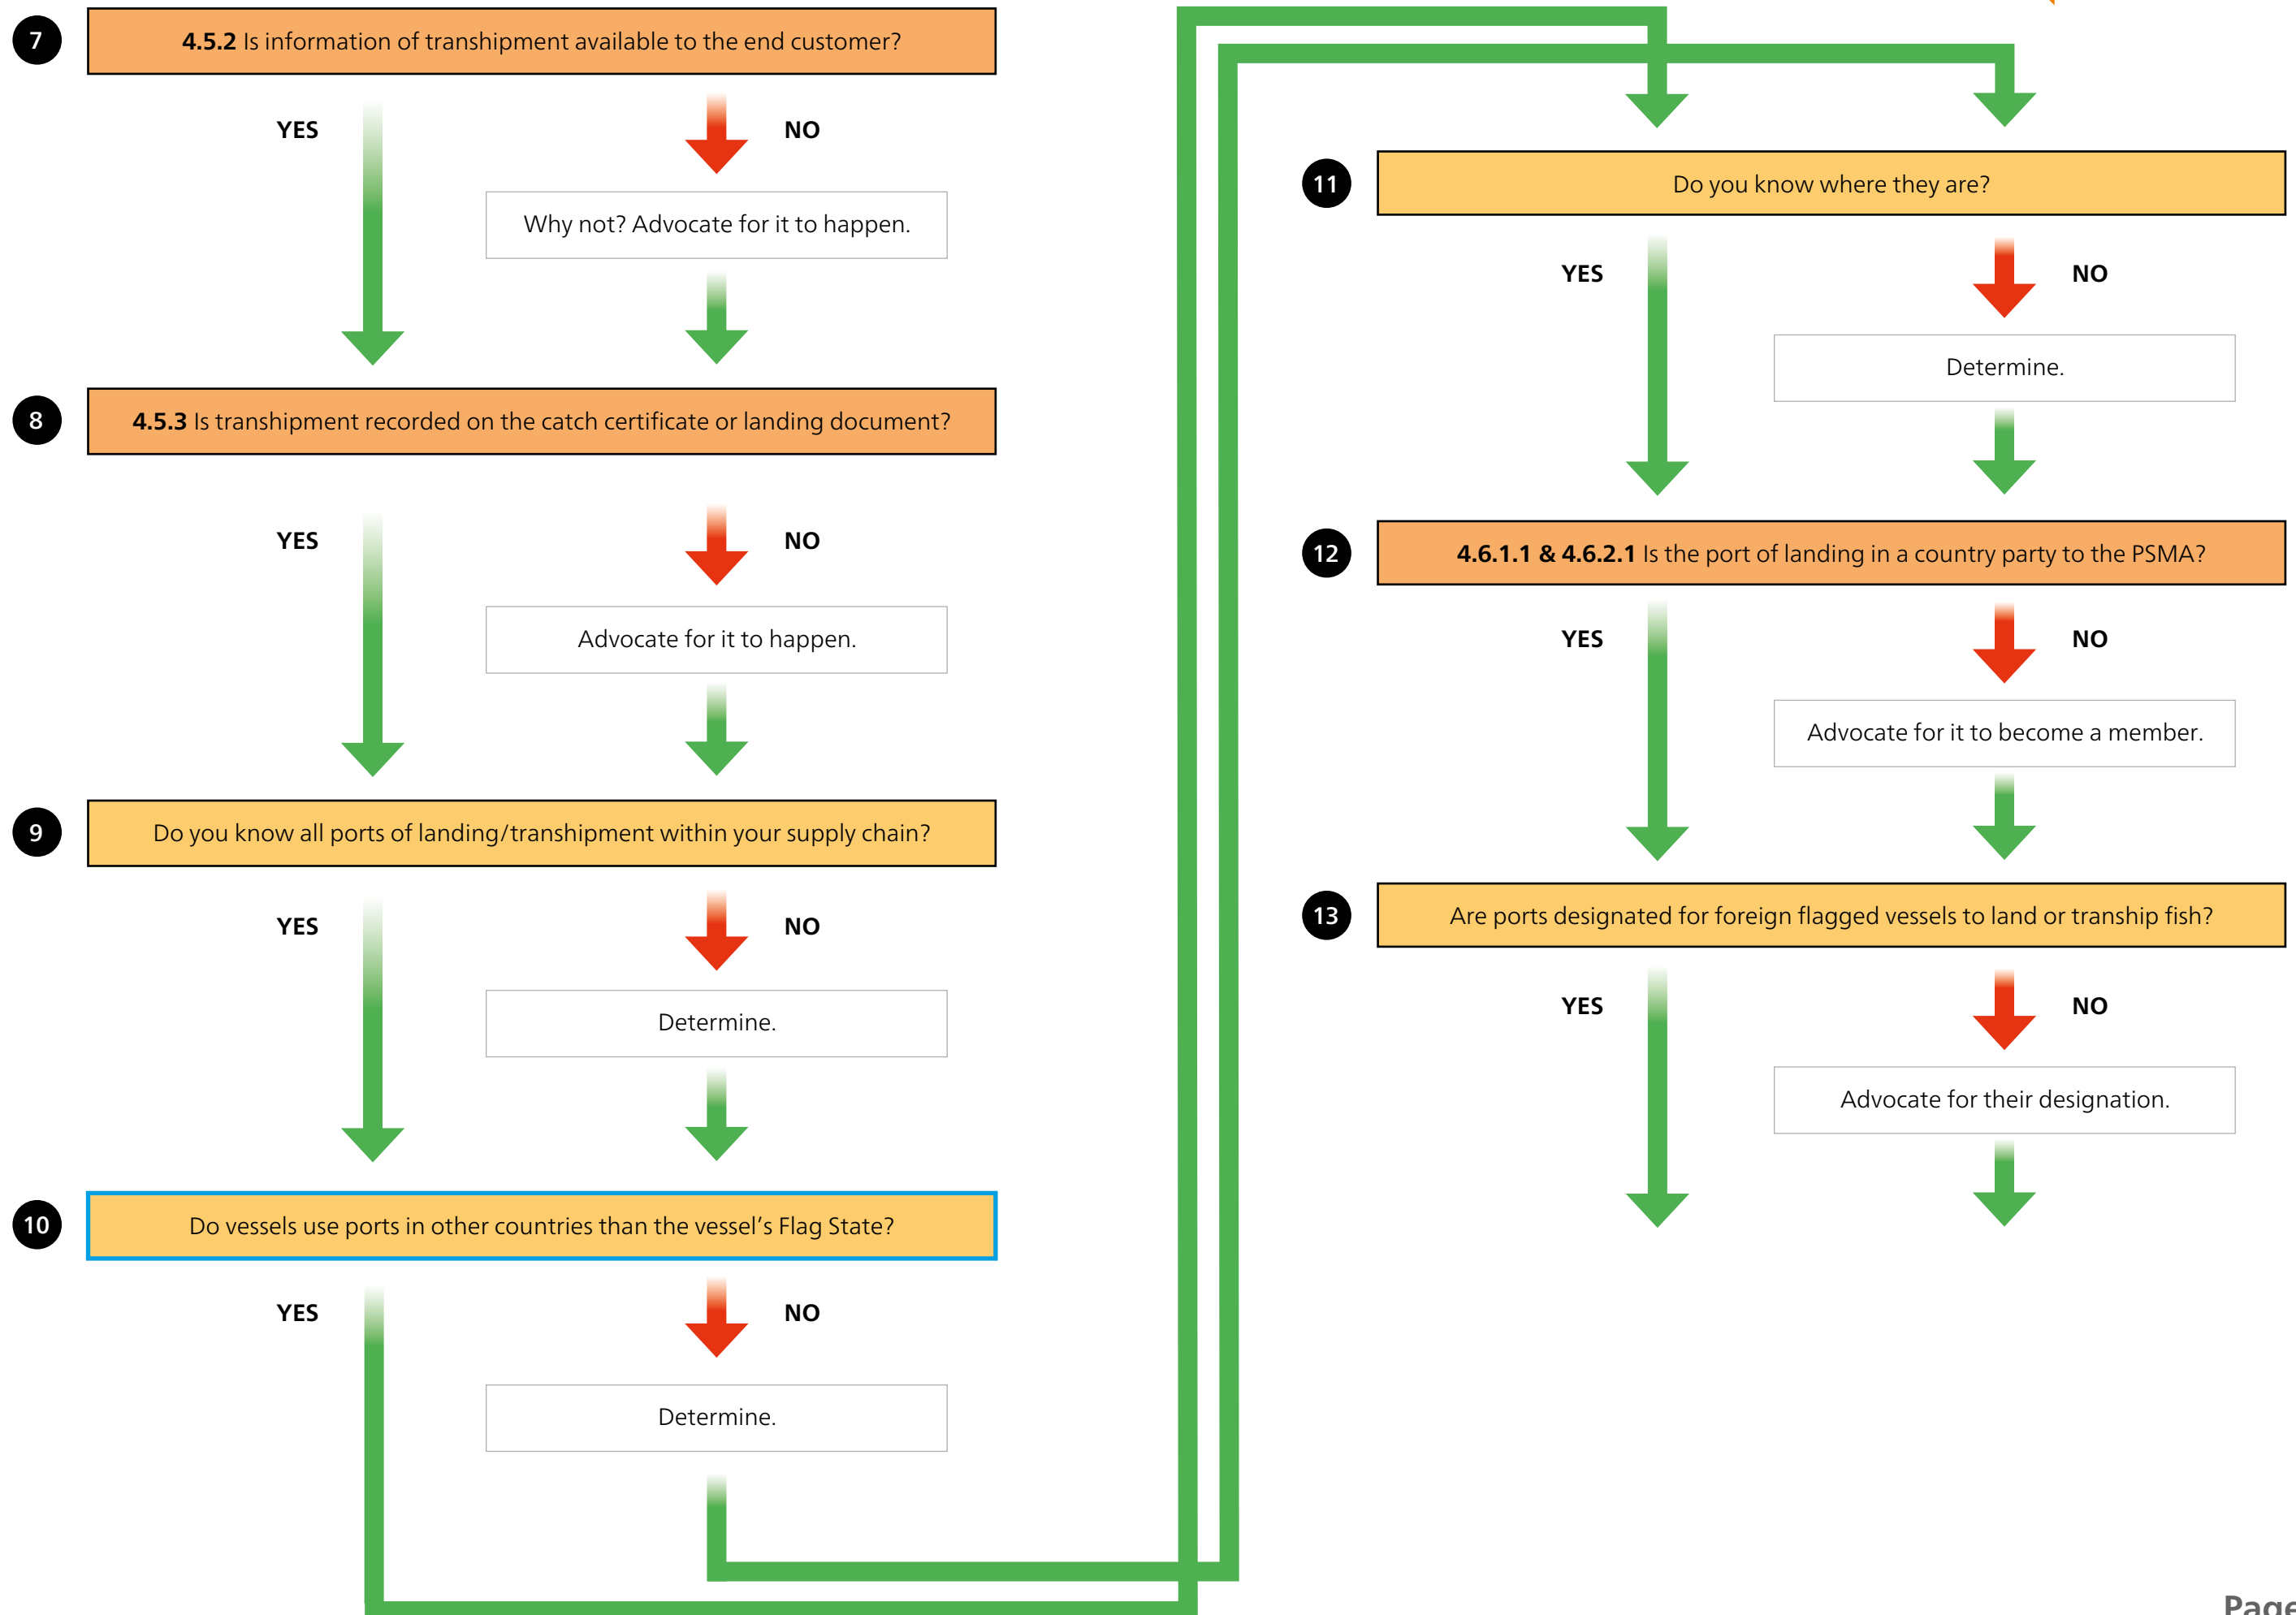 7
4.5.2 Is information of transhipment available to the end customer?
YES
NO
Why not? Advocate for it to happen.
8
4.5.3 Is transhipment recorded on the catch certificate or landing document?
YES
NO
Advocate for it to happen.
9
Do you know all ports of landing/transhipment within your supply chain?
YES
NO
Determine.
10
Do vessels use ports in other countries than the vessel’s Flag State?
YES
NO
Determine.
11
Do you know where they are?
YES
NO
Determine.
12
4.6.1.1 & 4.6.2.1 Is the port of landing in a country party to the PSMA?
YES
NO
Advocate for it to become a member.
13
Are ports designated for foreign flagged vessels to land or tranship fish?
YES
NO
Advocate for their designation.
Page